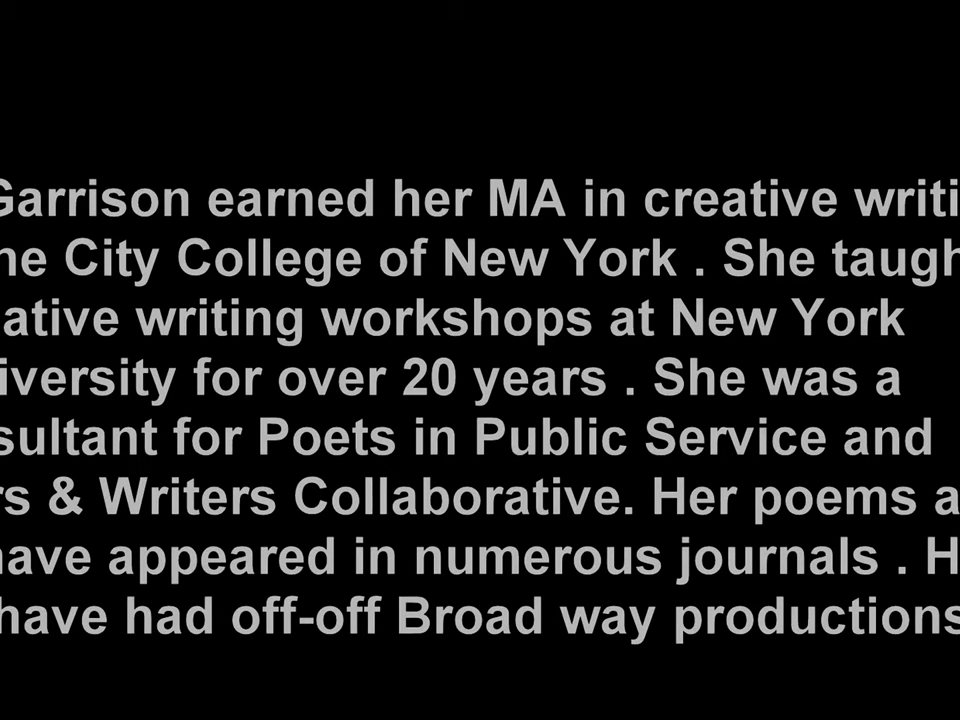 Garrison earned her MA in creative writi
he City College of New York . She taugh
ative writing workshops at New York
iversity for over 20 years . She was a
sultant for Poets in Public Service and
rs & Writers Collaborative. Her poems a
have appeared in numerous journals . H
have had off-off Broad way productions